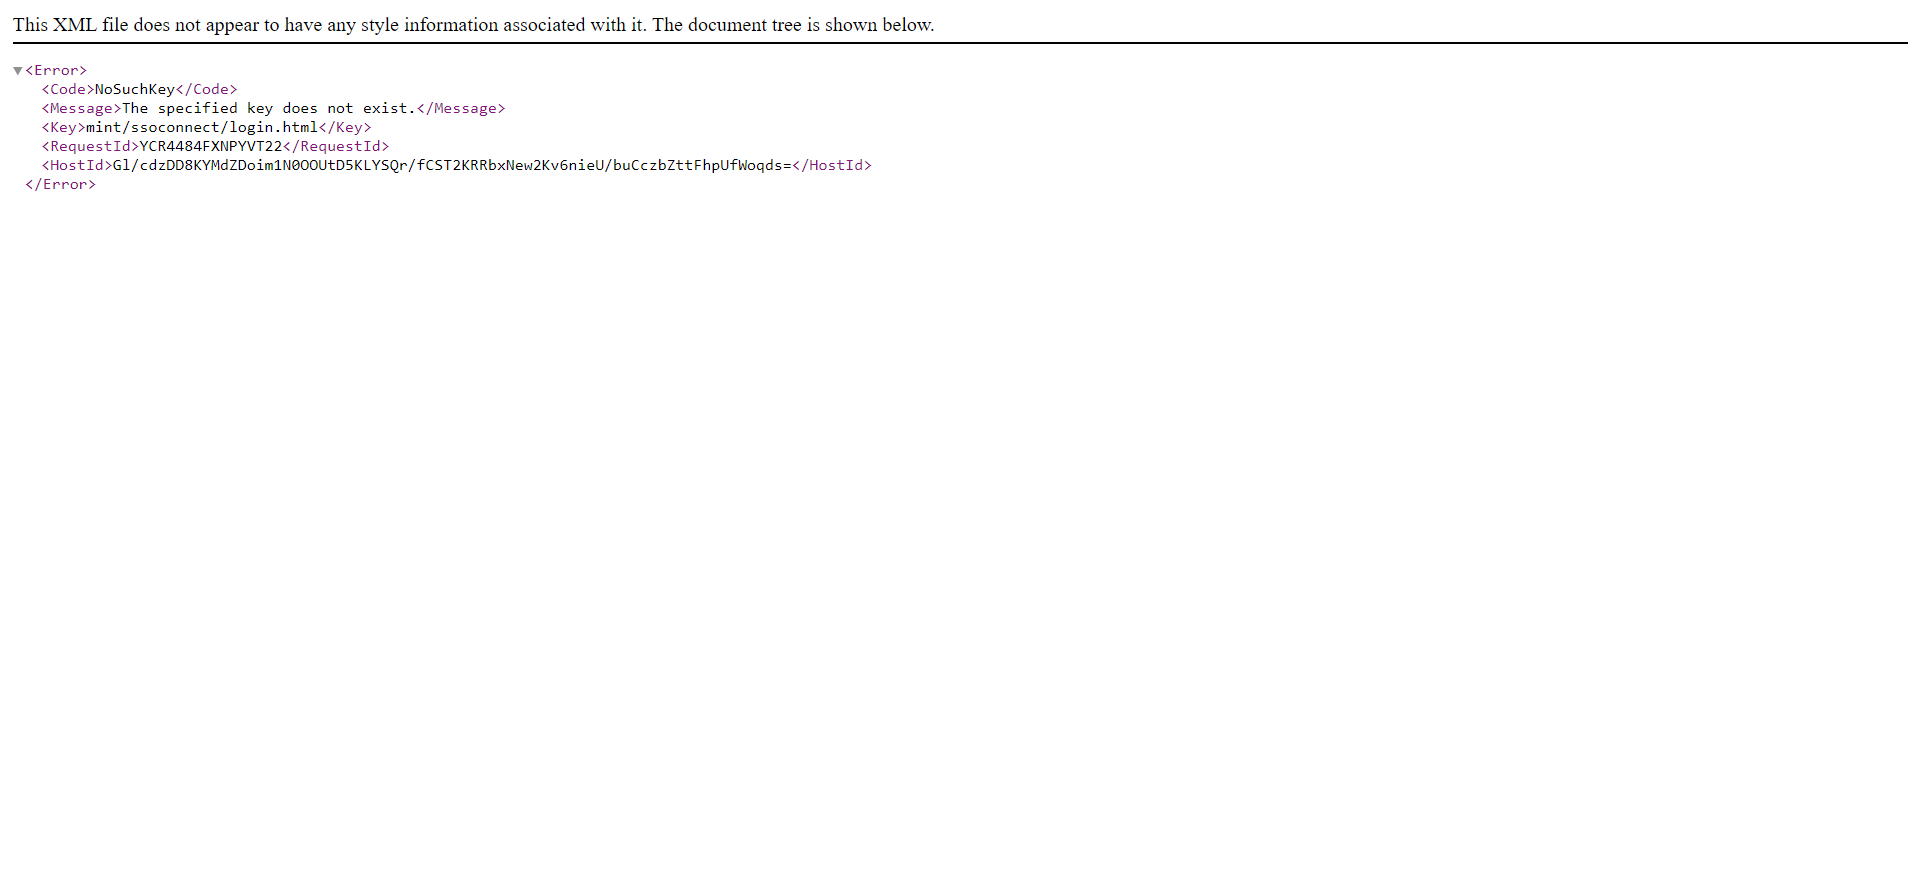 This XML file does not appear to have any style information associated with it. The document tree is shown below.
▼<Error>
<Code>NoSuchKey</Code>
<Message>The specified key does not exist.</Message>
<Key>mint/ssoconnect/login.html</Key>
<RequestId>YCR4484FXNPYVT22</RequestId>
<HostId>Gl/cdzDD8KYMdZDoim1N0OOUtD5KLYSQr/fCST2KRRbxNew2Kv6nieU/buCczbZttFhpUfWoqds=</HostId>
</Error>